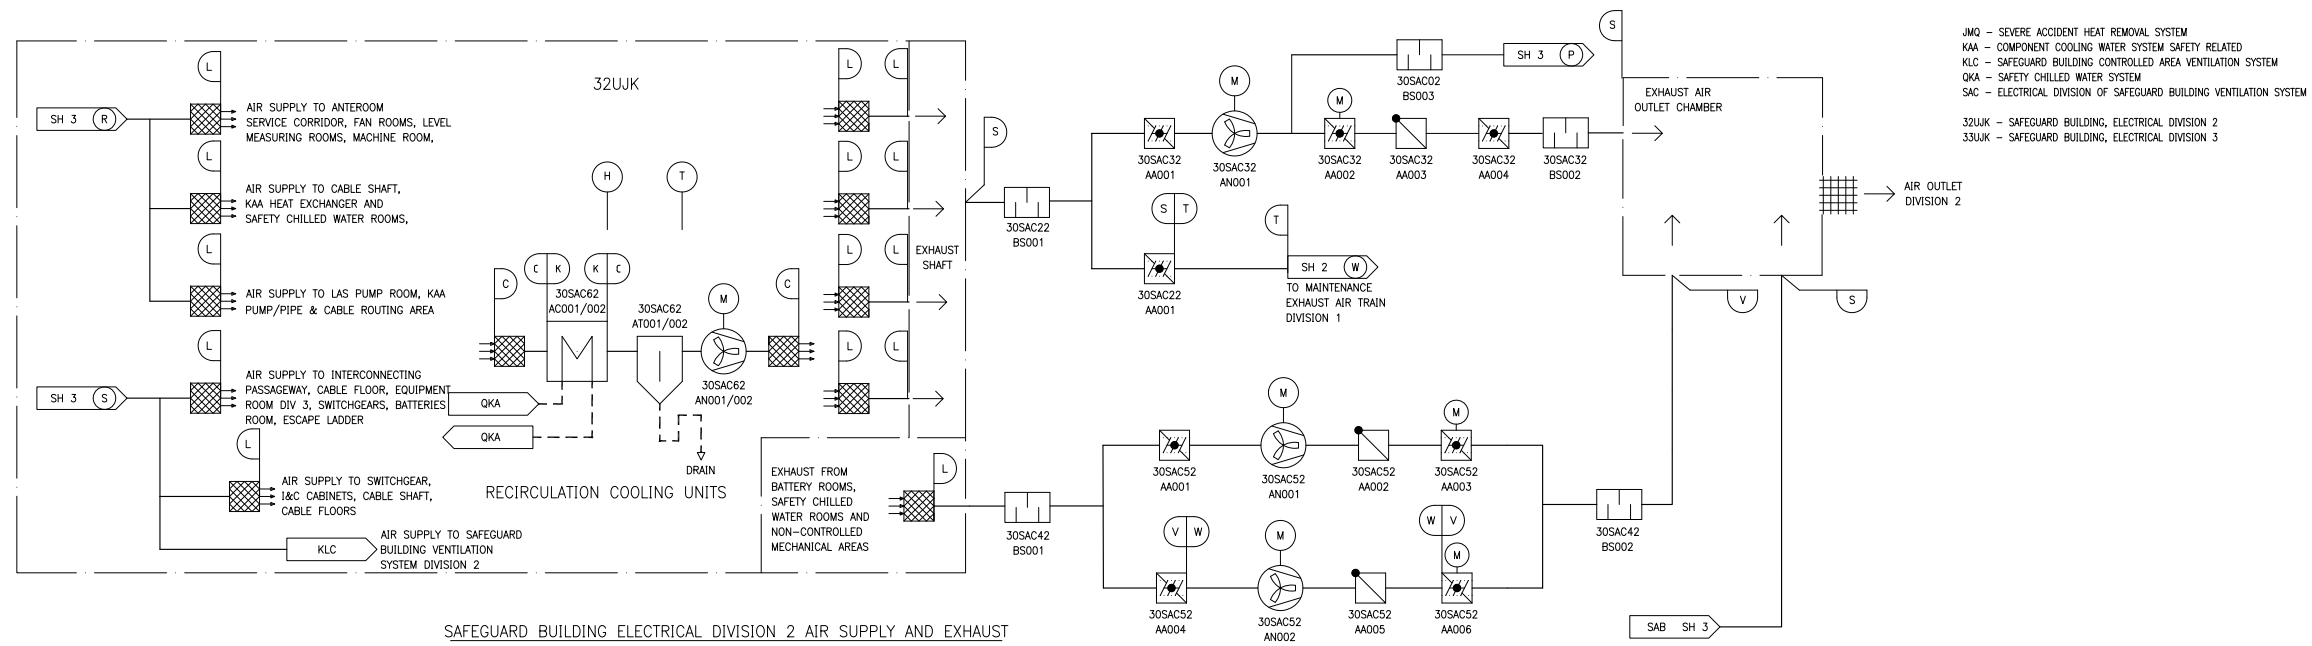 JMQ – SEVERE ACCIDENT HEAT REMOVAL SYSTEM
KAA – COMPONENT COOLING WATER SYSTEM SAFETY RELATED
KLC – SAFEGUARD BUILDING CONTROLLED AREA VENTILATION SYSTEM
QKA – SAFETY CHILLED WATER SYSTEM
SAC – ELECTRICAL DIVISION OF SAFEGUARD BUILDING VENTILATION SYSTEM
32UJK – SAFEGUARD BUILDING, ELECTRICAL DIVISION 2
33UJK – SAFEGUARD BUILDING, ELECTRICAL DIVISION 3
32UJK
SH 3 R
L
AIR SUPPLY TO ANTEROOM
SERVICE CORRIDOR, FAN ROOMS, LEVEL
MEASURING ROOMS, MACHINE ROOM,
L
AIR SUPPLY TO CABLE SHAFT,
KAA HEAT EXCHANGER AND
SAFETY CHILLED WATER ROOMS,
L
AIR SUPPLY TO LAS PUMP ROOM, KAA
PUMP/PIPE & CABLE ROUTING AREA
SH 3 S
L
AIR SUPPLY TO INTERCONNECTING
PASSAGEWAY, CABLE FLOOR, EQUIPMENT
ROOM DIV 3, SWITCHGEARS, BATTERIES
ROOM, ESCAPE LADDER
L
AIR SUPPLY TO SWITCHGEAR,
I&C CABINETS, CABLE SHAFT,
CABLE FLOORS
KLC
AIR SUPPLY TO SAFEGUARD
BUILDING VENTILATION
SYSTEM DIVISION 2
H
T
C
C K
K C
30SAC62
AC001/002
30SAC62
AT001/002
M
30SAC62
AN001/002
C
QKA
QKA
DRAIN
RECIRCULATION COOLING UNITS
L L
L L
L L
L L
EXHAUST
SHAFT
EXHAUST FROM
BATTERY ROOMS,
SAFETY CHILLED
WATER ROOMS AND
NON-CONTROLLED
MECHANICAL AREAS
L
S
30SAC22
BS001
30SAC32
AA001
M
30SAC32
AN001
M
30SAC32
AA002
30SAC32
AA003
30SAC32
AA004
30SAC32
BS002
30SAC02
BS003
SH 3 P
S T
30SAC22
AA001
T
SH 2 W
TO MAINTENANCE
EXHAUST AIR TRAIN
DIVISION 1
S
EXHAUST AIR
OUTLET CHAMBER
AIR OUTLET
DIVISION 2
V
S
30SAC42
BS001
30SAC52
AA001
M
30SAC52
AN001
30SAC52
AA002
M
30SAC52
AA003
V W
30SAC52
AA004
M
30SAC52
AN002
30SAC52
AA005
W V
M
30SAC52
AA006
30SAC42
BS002
SAB SH 3
SAFEGUARD BUILDING ELECTRICAL DIVISION 2 AIR SUPPLY AND EXHAUST